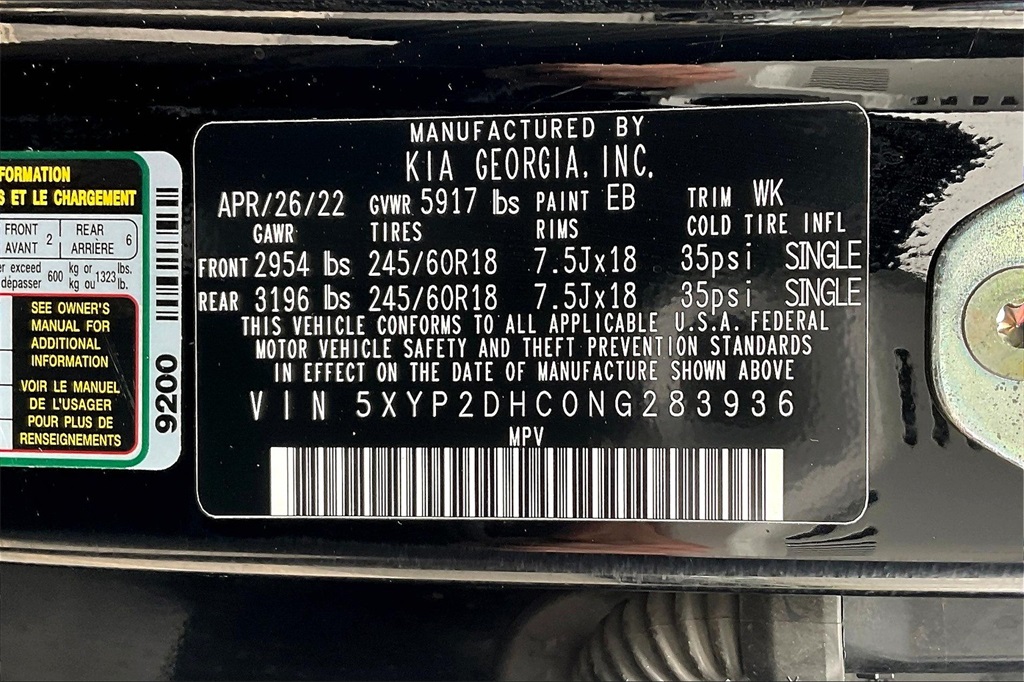 MANUFACTURED BY
KIA GEORGIA, INC.
APR/26/22 GVWR 5917 lbs PAINT EB TRIM WK
GAWR TIRES RIMS COLD TIRE INFL
FRONT 2954 lbs 245/60R18 7.5Jx18 35psi SINGLE
REAR 3196 lbs 245/60R18 7.5Jx18 35psi SINGLE
THIS VEHICLE CONFORMS TO ALL APPLICABLE U.S.A. FEDERAL
MOTOR VEHICLE SAFETY AND THEFT PREVENTION STANDARDS
IN EFFECT ON THE DATE OF MANUFACTURE SHOWN ABOVE
VIN 5XYP2DHC0NG283936
MPV
ET LE CHARGEMENT
FRONT 2 REAR 6
AVANT ARRIÈRE
exceed 600 kg or 1323 lbs.
dépasser kg ou lb.
SEE OWNER'S
MANUAL FOR
ADDITIONAL
INFORMATION
VOIR LE MANUEL
DE L'USAGER
POUR PLUS DE
RENSEIGNEMENTS
9200